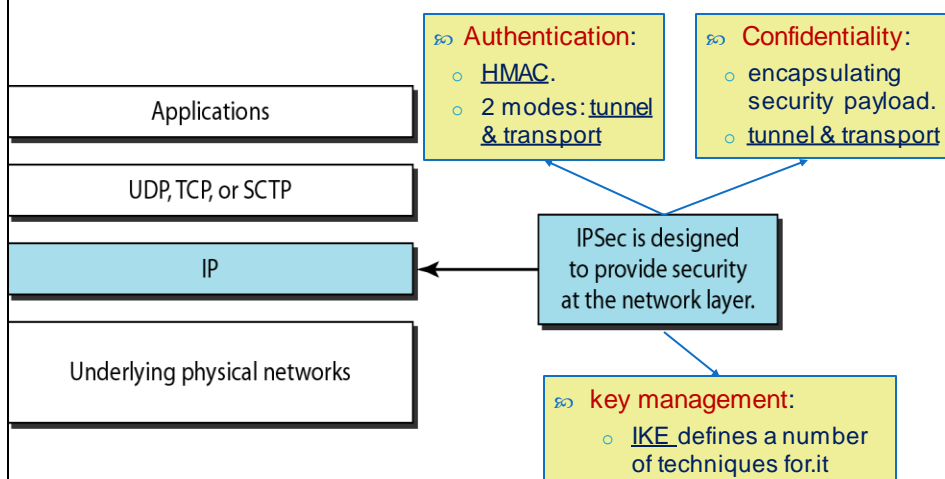 Authentication:
HMAC.
2 modes: tunnel
& transport
Confidentiality:
encapsulating
security payload.
tunnel & transport
Applications
UDP, TCP, or SCTP
IP
Underlying physical networks
IPSec is designed
to provide security
at the network layer.
key management:
IKE defines a number
of techniques for.it